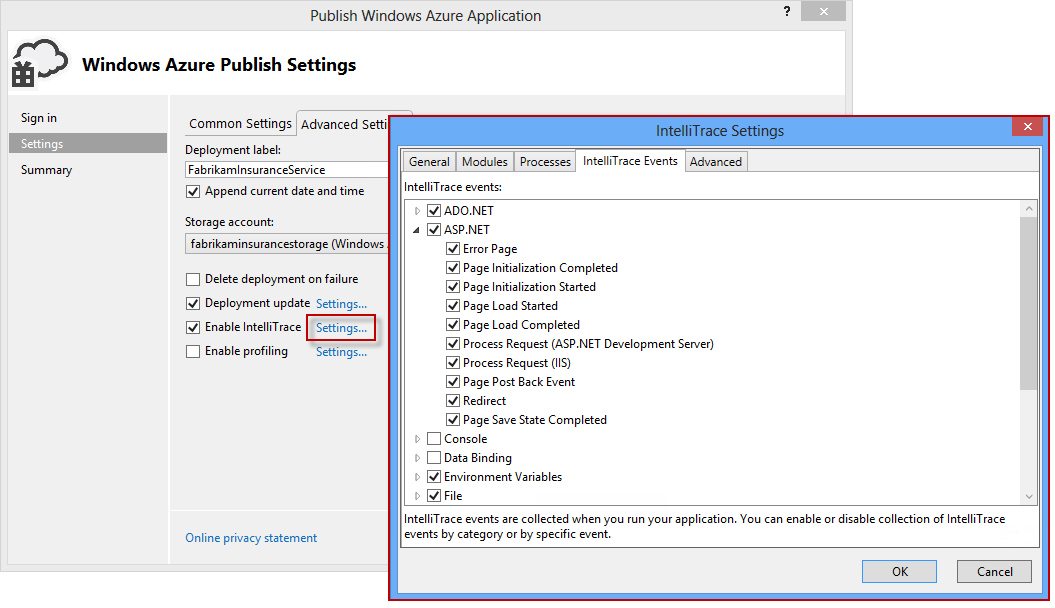 Publish Windows Azure Application
?
Windows Azure Publish Settings
Sign in
Settings
Summary
Common Settings
Advanced Setti
Deployment label:
FabrikamInsuranceService
Append current date and time
Storage account:
fabrikaminsurancestorage (Windows
Delete deployment on failure
Deployment update Settings...
Enable IntelliTrace Settings...
Enable profiling Settings...
Online privacy statement
IntelliTrace Settings
General Modules Processes IntelliTrace Events Advanced
IntelliTrace events:
ADO.NET
ASP.NET
Error Page
Page Initialization Completed
Page Initialization Started
Page Load Started
Page Load Completed
Process Request (ASP.NET Development Server)
Process Request (IIS)
Page Post Back Event
Redirect
Page Save State Completed
Console
Data Binding
Environment Variables
File
IntelliTrace events are collected when you run your application. You can enable or disable collection of IntelliTrace
events by category or by specific event.
OK Cancel